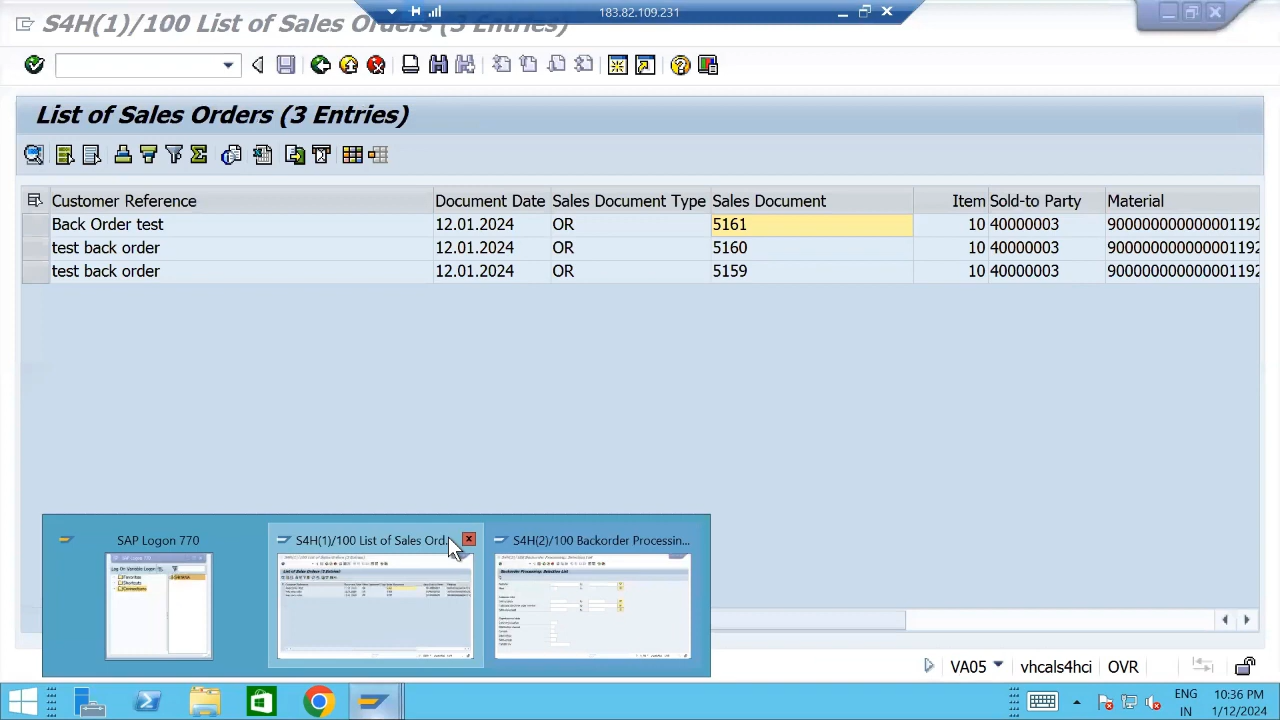 183.82.109.231
S4H(1)/100 List of Sales Orders (3 Entries)
List of Sales Orders (3 Entries)
Customer Reference Document Date Sales Document Type Sales Document Item Sold-to Party Material
Back Order test 12.01.2024 OR 5161 10 40000003 9000000000000001192
test back order 12.01.2024 OR 5160 10 40000003 9000000000000001192
test back order 12.01.2024 OR 5159 10 40000003 9000000000000001192
SAP Logon 770 S4H(1)/100 List of Sales Ord... S4H(2)/100 Backorder Processin...
VA05 vhcals4hci OVR
ENG 10:36 PM
IN 1/12/2024